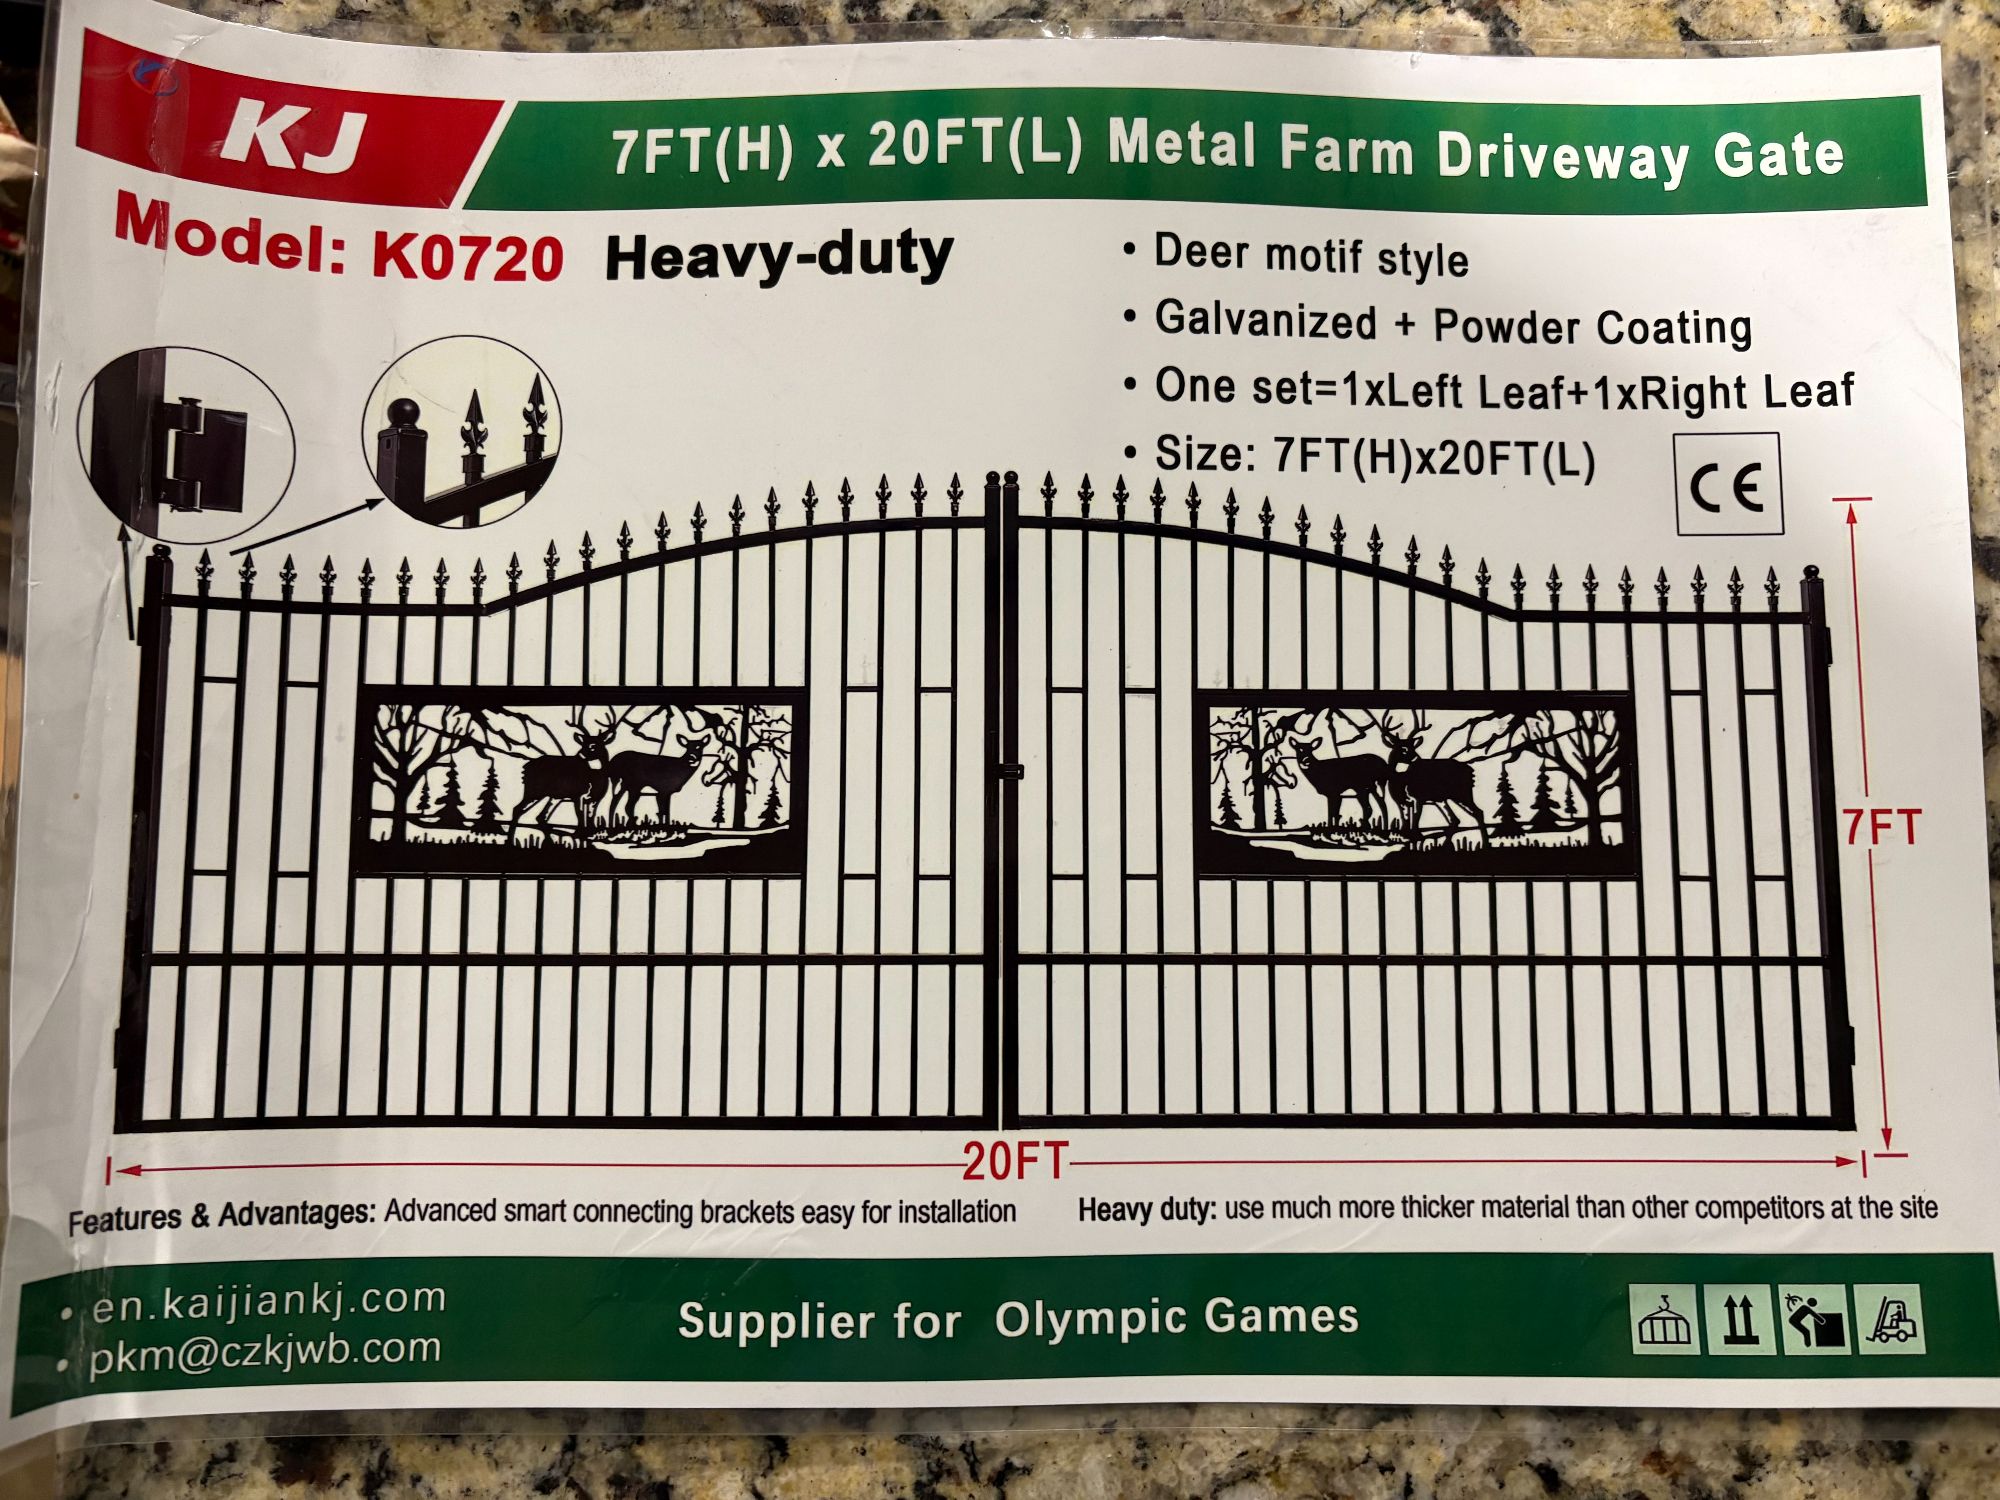 KJ
7FT(H) x 20FT(L) Metal Farm Driveway Gate
Model: K0720 Heavy-duty
• Deer motif style
• Galvanized + Powder Coating
• One set=1xLeft Leaf+1xRight Leaf
• Size: 7FT(H)x20FT(L)
CE
7FT
20FT
Features & Advantages: Advanced smart connecting brackets easy for installation
Heavy duty: use much more thicker material than other competitors at the site
• en.kaijiankj.com
• pkm@czkjwb.com
Supplier for Olympic Games